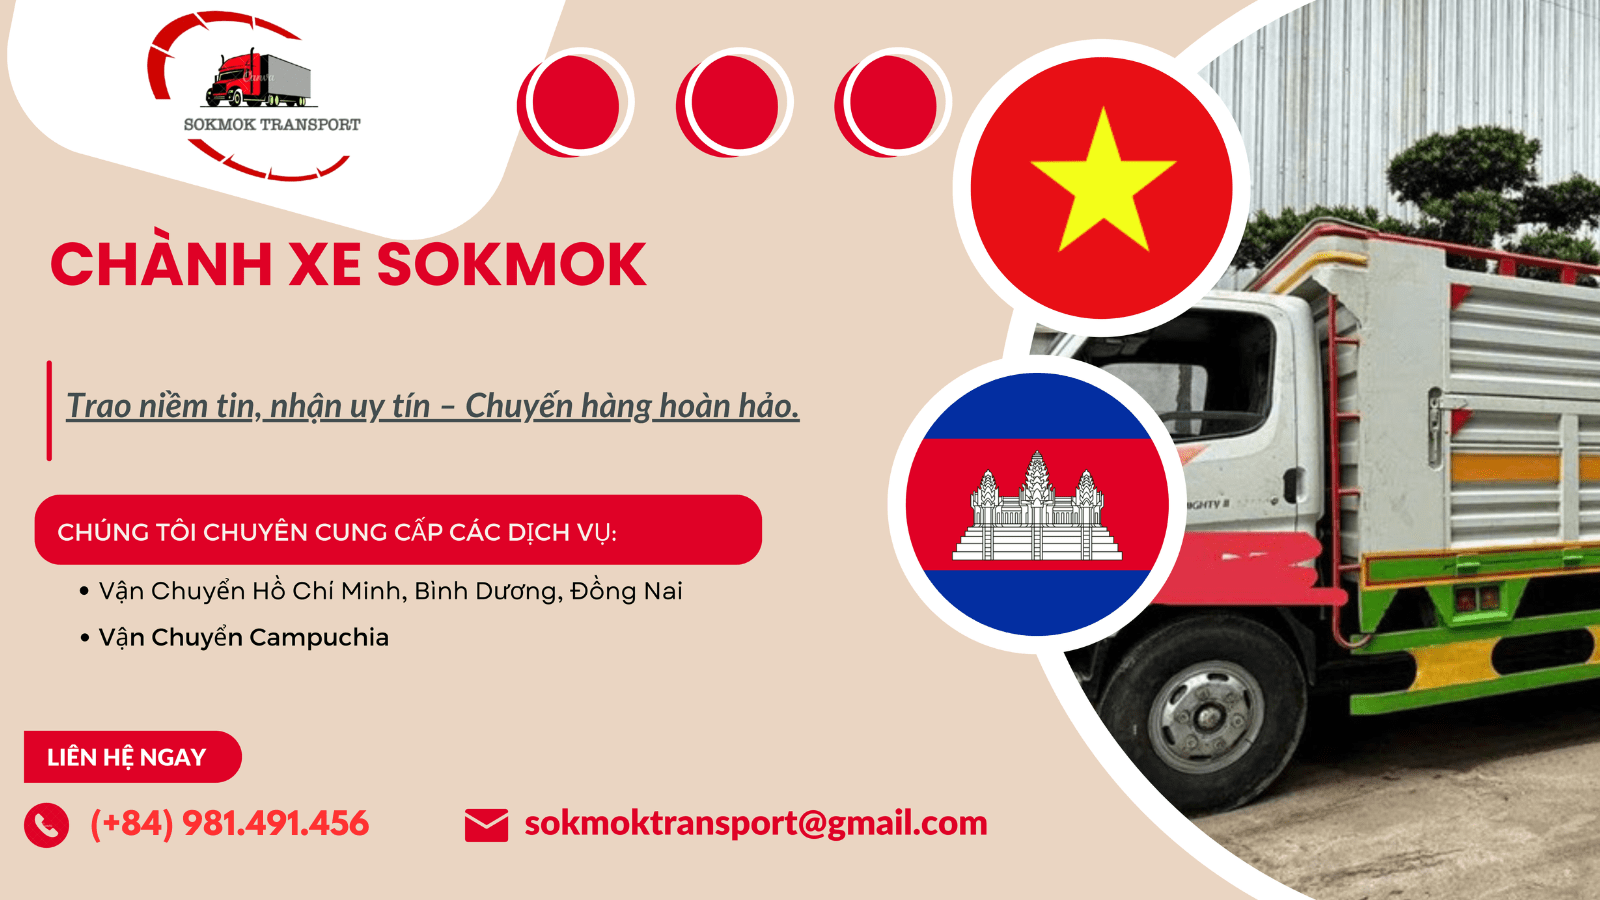 SOKMOK TRANSPORT
CHÀNH XE SOKMOK
Trao niềm tin, nhận uy tín – Chuyến hàng hoàn hảo.
CHÚNG TÔI CHUYÊN CUNG CẤP CÁC DỊCH VỤ:
• Vận Chuyển Hồ Chí Minh, Bình Dương, Đồng Nai
• Vận Chuyển Campuchia
LIÊN HỆ NGAY
(+84) 981.491.456
sokmoktransport@gmail.com